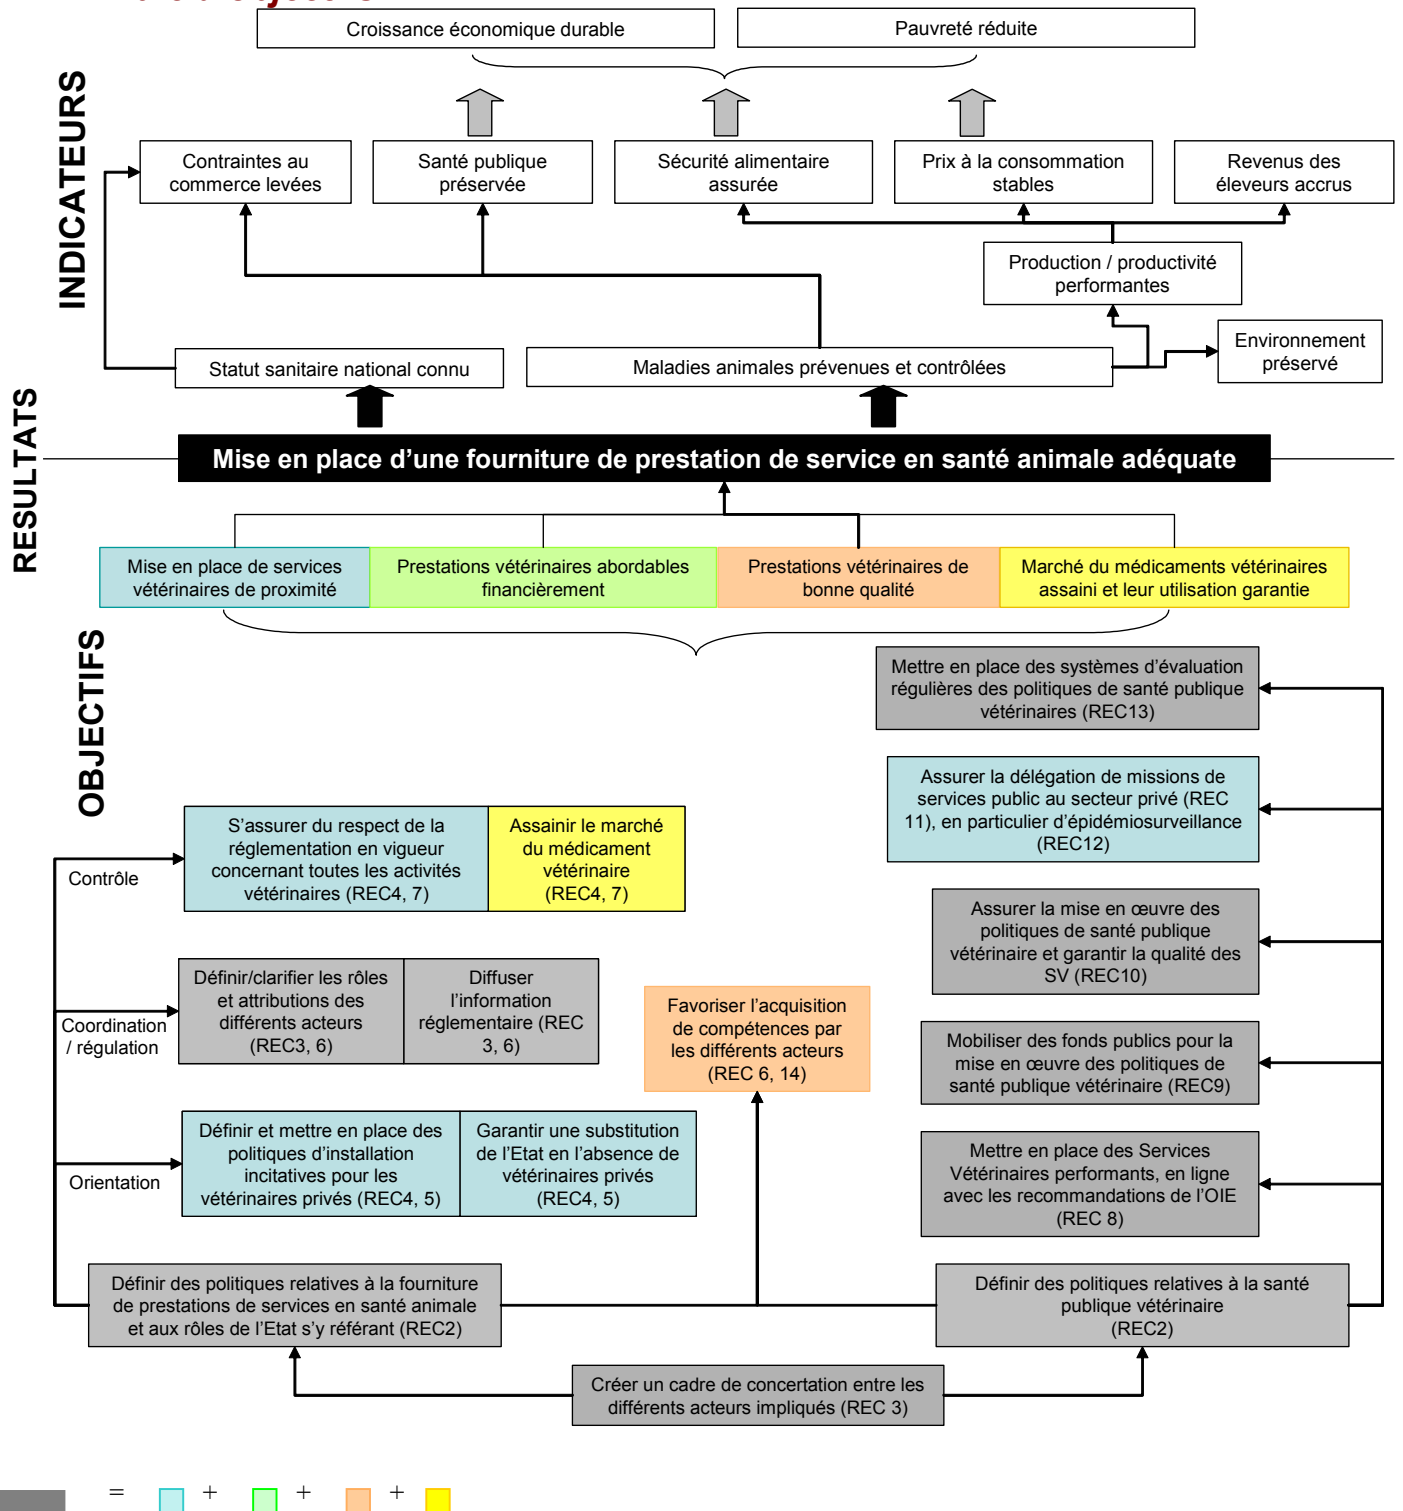 Croissance économique durable
Pauvreté réduite
INDICATEURS
Contraintes au
commerce levées
Santé publique
préservée
Sécurité alimentaire
assurée
Prix à la consommation
stables
Revenus des
éleveurs accrus
Production / productivité
performantes
Environnement
préservé
Statut sanitaire national connu
Maladies animales prévenues et contrôlées
RESULTATS
Mise en place d’une fourniture de prestation de service en santé animale adéquate
Mise en place de services
vétérinaires de proximité
Prestations vétérinaires abordables
financièrement
Prestations vétérinaires de
bonne qualité
Marché du médicaments vétérinaires
assaini et leur utilisation garantie
OBJECTIFS
Mettre en place des systèmes d’évaluation
régulières des politiques de santé publique
vétérinaires (REC13)
Assurer la délégation de missions de
services public au secteur privé (REC
11), en particulier d’épidémiosurveillance
(REC12)
Contrôle
S’assurer du respect de la
réglementation en vigueur
concernant toutes les activités
vétérinaires (REC4, 7)
Assainir le marché
du médicament
vétérinaire
(REC4, 7)
Assurer la mise en œuvre des
politiques de santé publique
vétérinaire et garantir la qualité des
SV (REC10)
Coordination
/ régulation
Définir/clarifier les rôles
et attributions des
différents acteurs
(REC3, 6)
Diffuser
l’information
réglementaire (REC
3, 6)
Favoriser l’acquisition
de compétences par
les différents acteurs
(REC 6, 14)
Mobiliser des fonds publics pour la
mise en œuvre des politiques de
santé publique vétérinaire (REC9)
Orientation
Définir et mettre en place des
politiques d’installation
incitatives pour les
vétérinaires privés (REC4, 5)
Garantir une substitution
de l’Etat en l’absence de
vétérinaires privés
(REC4, 5)
Mettre en place des Services
Vétérinaires performants, en ligne
avec les recommandations de l’OIE
(REC 8)
Définir des politiques relatives à la fourniture
de prestations de services en santé animale
et aux rôles de l’Etat s’y référant (REC2)
Définir des politiques relatives à la santé
publique vétérinaire
(REC2)
Créer un cadre de concertation entre les
différents acteurs impliqués (REC 3)
= + + +